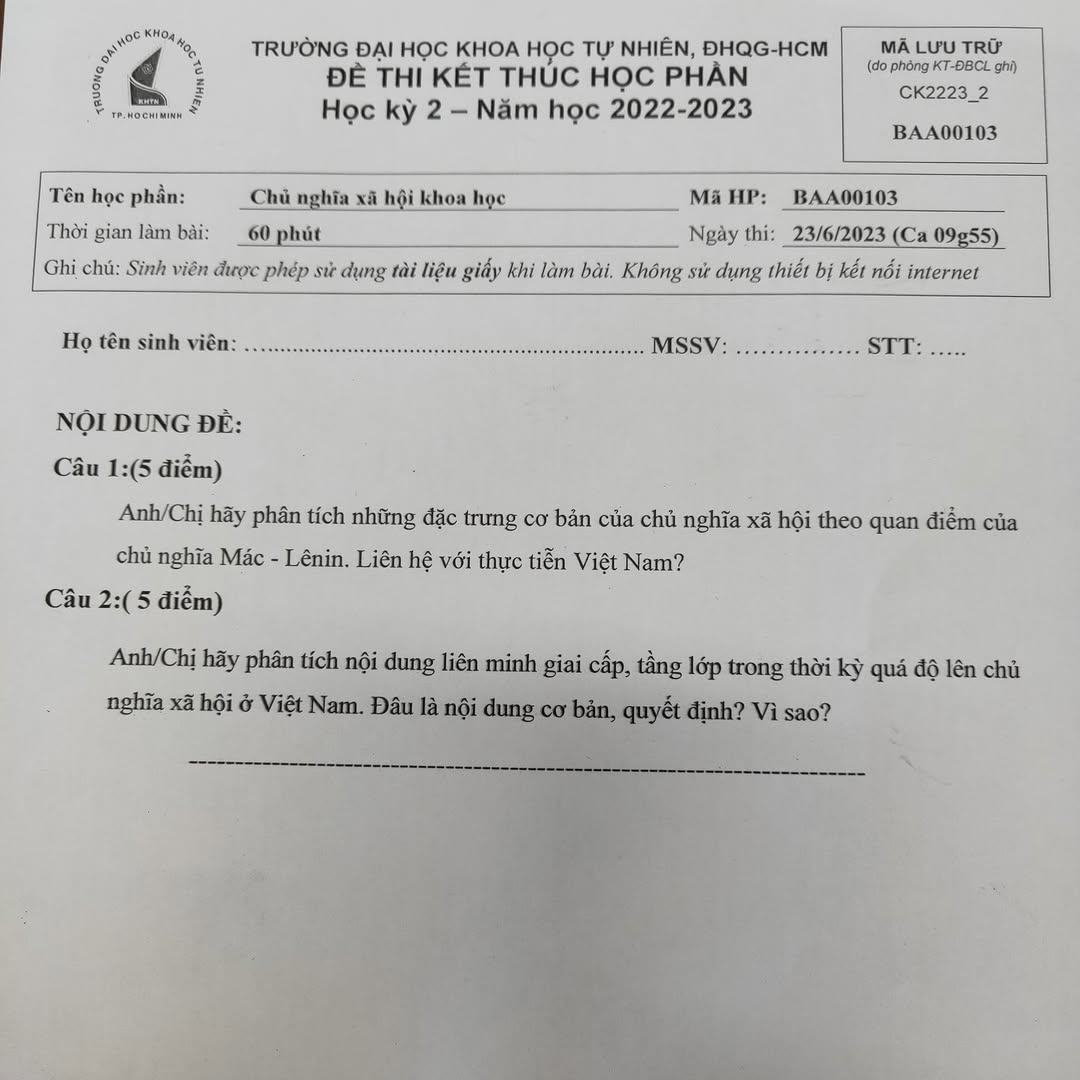 TRƯỜNG ĐẠI HỌC KHOA HỌC TỰ NHIÊN
KHTN
TP. HO CHI MINH
TRƯỜNG ĐẠI HỌC KHOA HỌC TỰ NHIÊN, ĐHQG-HCM
ĐỀ THI KẾT THÚC HỌC PHẦN
Học kỳ 2 – Năm học 2022-2023
MÃ LƯU TRỮ
(do phòng KT-ĐBCL ghi)
CK2223_2
BAA00103
Tên học phần: Chủ nghĩa xã hội khoa học Mã HP: BAA00103
Thời gian làm bài: 60 phút Ngày thi: 23/6/2023 (Ca 09g55)
Ghi chú: Sinh viên được phép sử dụng tài liệu giấy khi làm bài. Không sử dụng thiết bị kết nối internet
Họ tên sinh viên: ........................................................... MSSV: ............... STT: .....
NỘI DUNG ĐỀ:
Câu 1:(5 điểm)
Anh/Chị hãy phân tích những đặc trưng cơ bản của chủ nghĩa xã hội theo quan điểm của
chủ nghĩa Mác - Lênin. Liên hệ với thực tiễn Việt Nam?
Câu 2:( 5 điểm)
Anh/Chị hãy phân tích nội dung liên minh giai cấp, tầng lớp trong thời kỳ quá độ lên chủ
nghĩa xã hội ở Việt Nam. Đâu là nội dung cơ bản, quyết định? Vì sao?